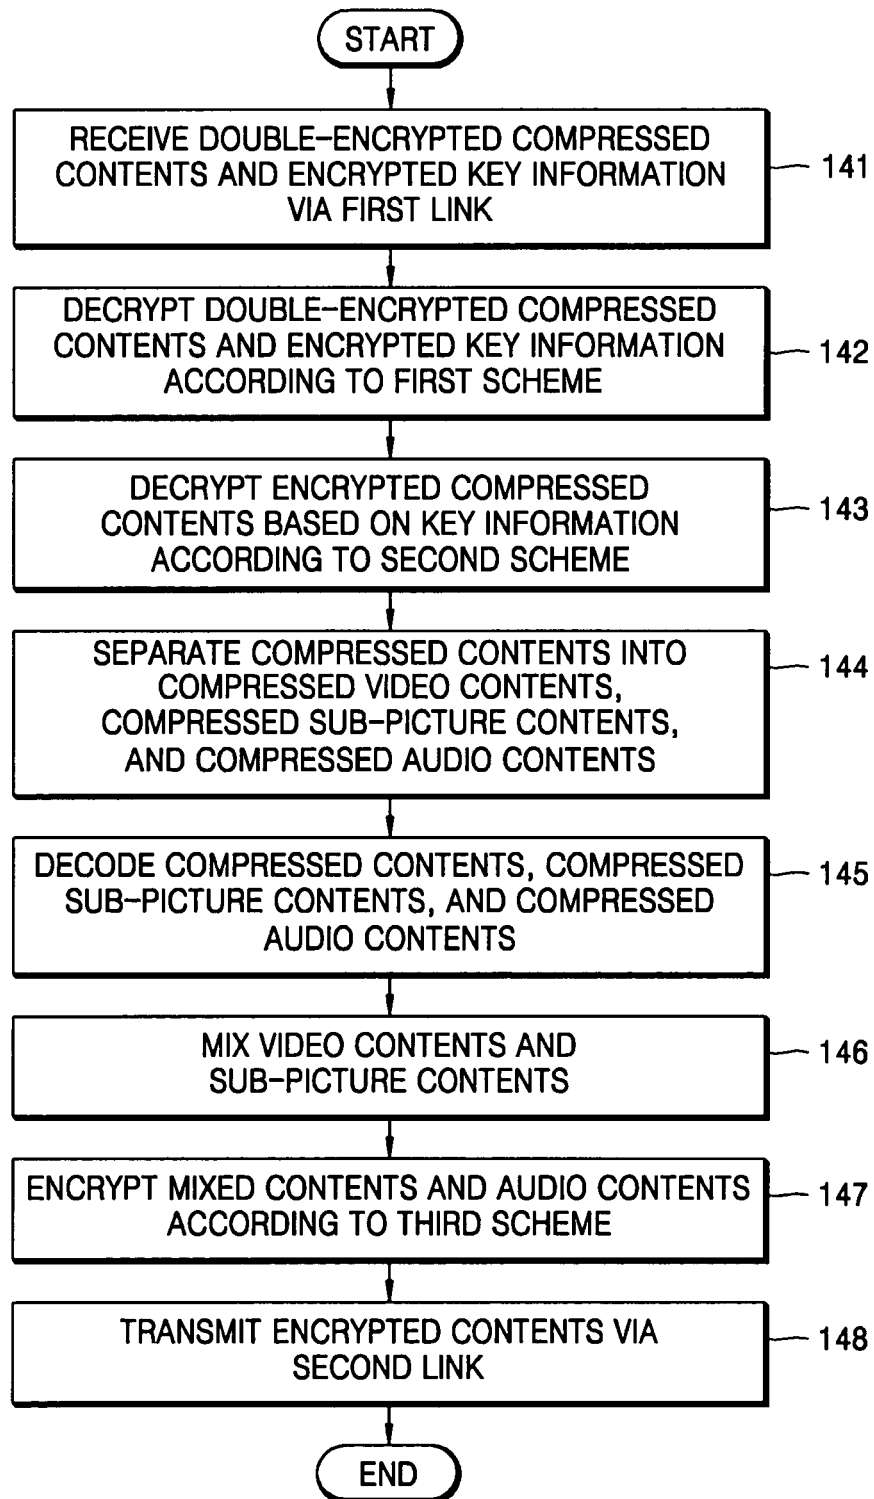 START
RECEIVE DOUBLE-ENCRYPTED COMPRESSED
CONTENTS AND ENCRYPTED KEY INFORMATION
VIA FIRST LINK
141
DECRYPT DOUBLE-ENCRYPTED COMPRESSED
CONTENTS AND ENCRYPTED KEY INFORMATION
ACCORDING TO FIRST SCHEME
142
DECRYPT ENCRYPTED COMPRESSED
CONTENTS BASED ON KEY INFORMATION
ACCORDING TO SECOND SCHEME
143
SEPARATE COMPRESSED CONTENTS INTO
COMPRESSED VIDEO CONTENTS,
COMPRESSED SUB-PICTURE CONTENTS,
AND COMPRESSED AUDIO CONTENTS
144
DECODE COMPRESSED CONTENTS, COMPRESSED
SUB-PICTURE CONTENTS, AND COMPRESSED
AUDIO CONTENTS
145
MIX VIDEO CONTENTS AND
SUB-PICTURE CONTENTS
146
ENCRYPT MIXED CONTENTS AND AUDIO CONTENTS
ACCORDING TO THIRD SCHEME
147
TRANSMIT ENCRYPTED CONTENTS VIA
SECOND LINK
148
END